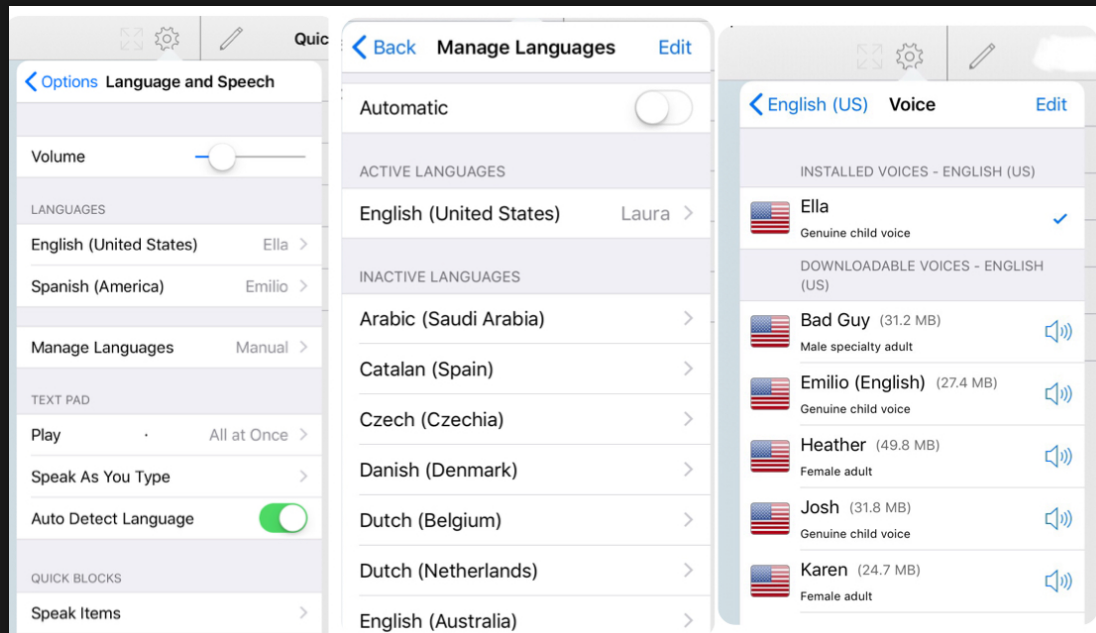 Quic
Options Language and Speech
Volume
LANGUAGES
English (United States) Ella
Spanish (America) Emilio
Manage Languages Manual
TEXT PAD
Play All at Once
Speak As You Type
Auto Detect Language
QUICK BLOCKS
Speak Items
Back Manage Languages Edit
Automatic
ACTIVE LANGUAGES
English (United States) Laura
INACTIVE LANGUAGES
Arabic (Saudi Arabia)
Catalan (Spain)
Czech (Czechia)
Danish (Denmark)
Dutch (Belgium)
Dutch (Netherlands)
English (Australia)
English (US) Voice Edit
INSTALLED VOICES - ENGLISH (US)
Ella
Genuine child voice
DOWNLOADABLE VOICES - ENGLISH
(US)
Bad Guy (31.2 MB)
Male specialty adult
Emilio (English) (27.4 MB)
Genuine child voice
Heather (49.8 MB)
Female adult
Josh (31.8 MB)
Genuine child voice
Karen (24.7 MB)
Female adult